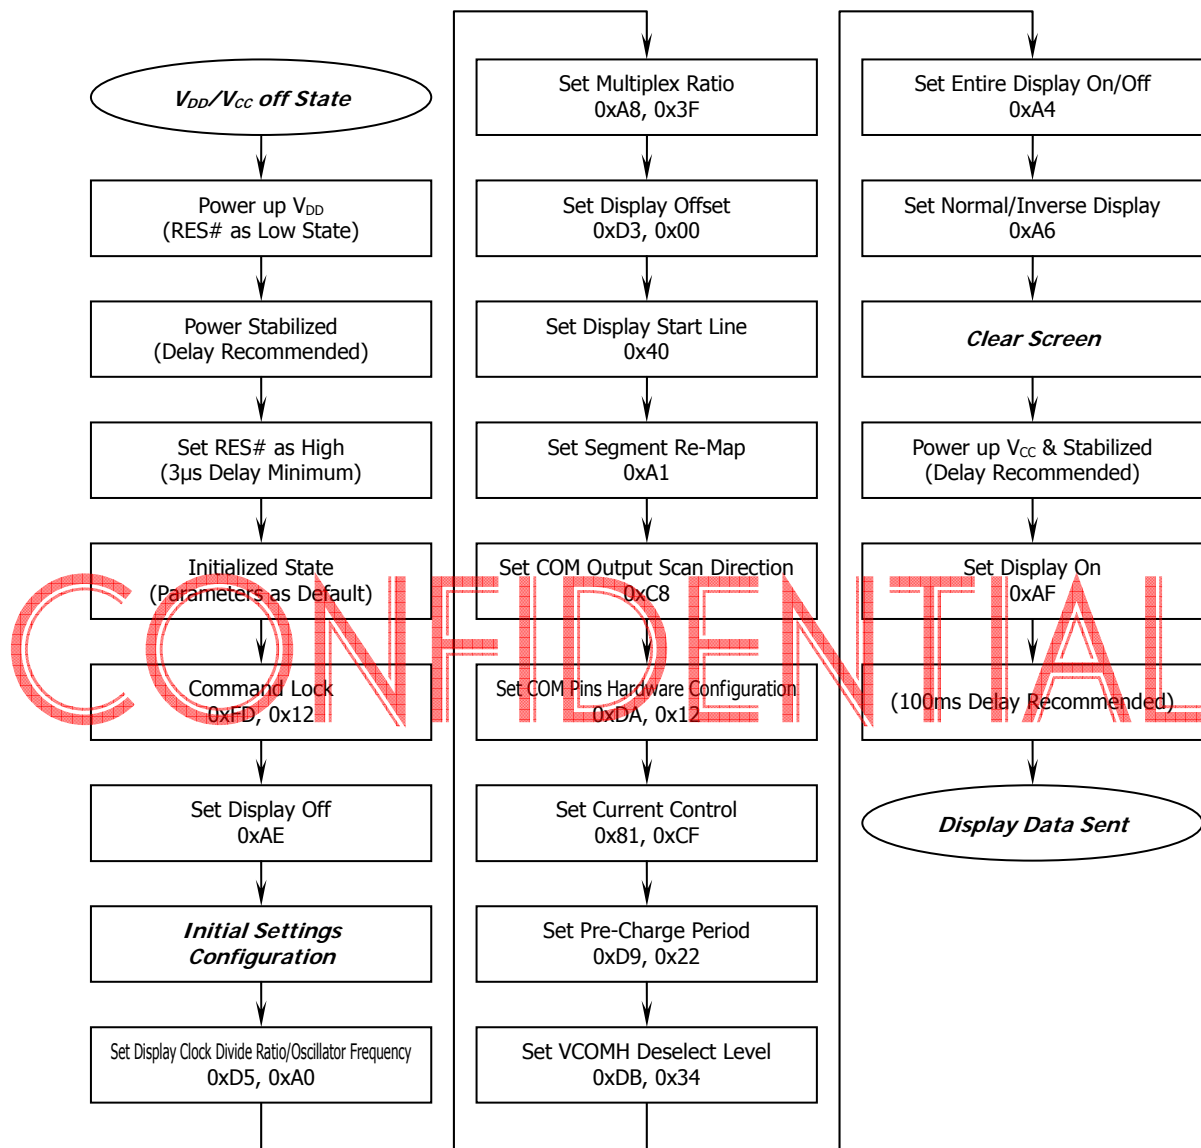 V_DD/V_CC off State
Power up V_DD
(RES# as Low State)
Power Stabilized
(Delay Recommended)
Set RES# as High
(3μs Delay Minimum)
Initialized State
(Parameters as Default)
Command Lock
0xFD, 0x12
Set Display Off
0xAE
Initial Settings
Configuration
Set Display Clock Divide Ratio/Oscillator Frequency
0xD5, 0xA0
Set Multiplex Ratio
0xA8, 0x3F
Set Display Offset
0xD3, 0x00
Set Display Start Line
0x40
Set Segment Re-Map
0xA1
Set COM Output Scan Direction
0xC8
Set COM Pins Hardware Configuration
0xDA, 0x12
Set Current Control
0x81, 0xCF
Set Pre-Charge Period
0xD9, 0x22
Set VCOMH Deselect Level
0xDB, 0x34
Set Entire Display On/Off
0xA4
Set Normal/Inverse Display
0xA6
Clear Screen
Power up V_CC & Stabilized
(Delay Recommended)
Set Display On
0xAF
(100ms Delay Recommended)
Display Data Sent
CONFIDENTIAL